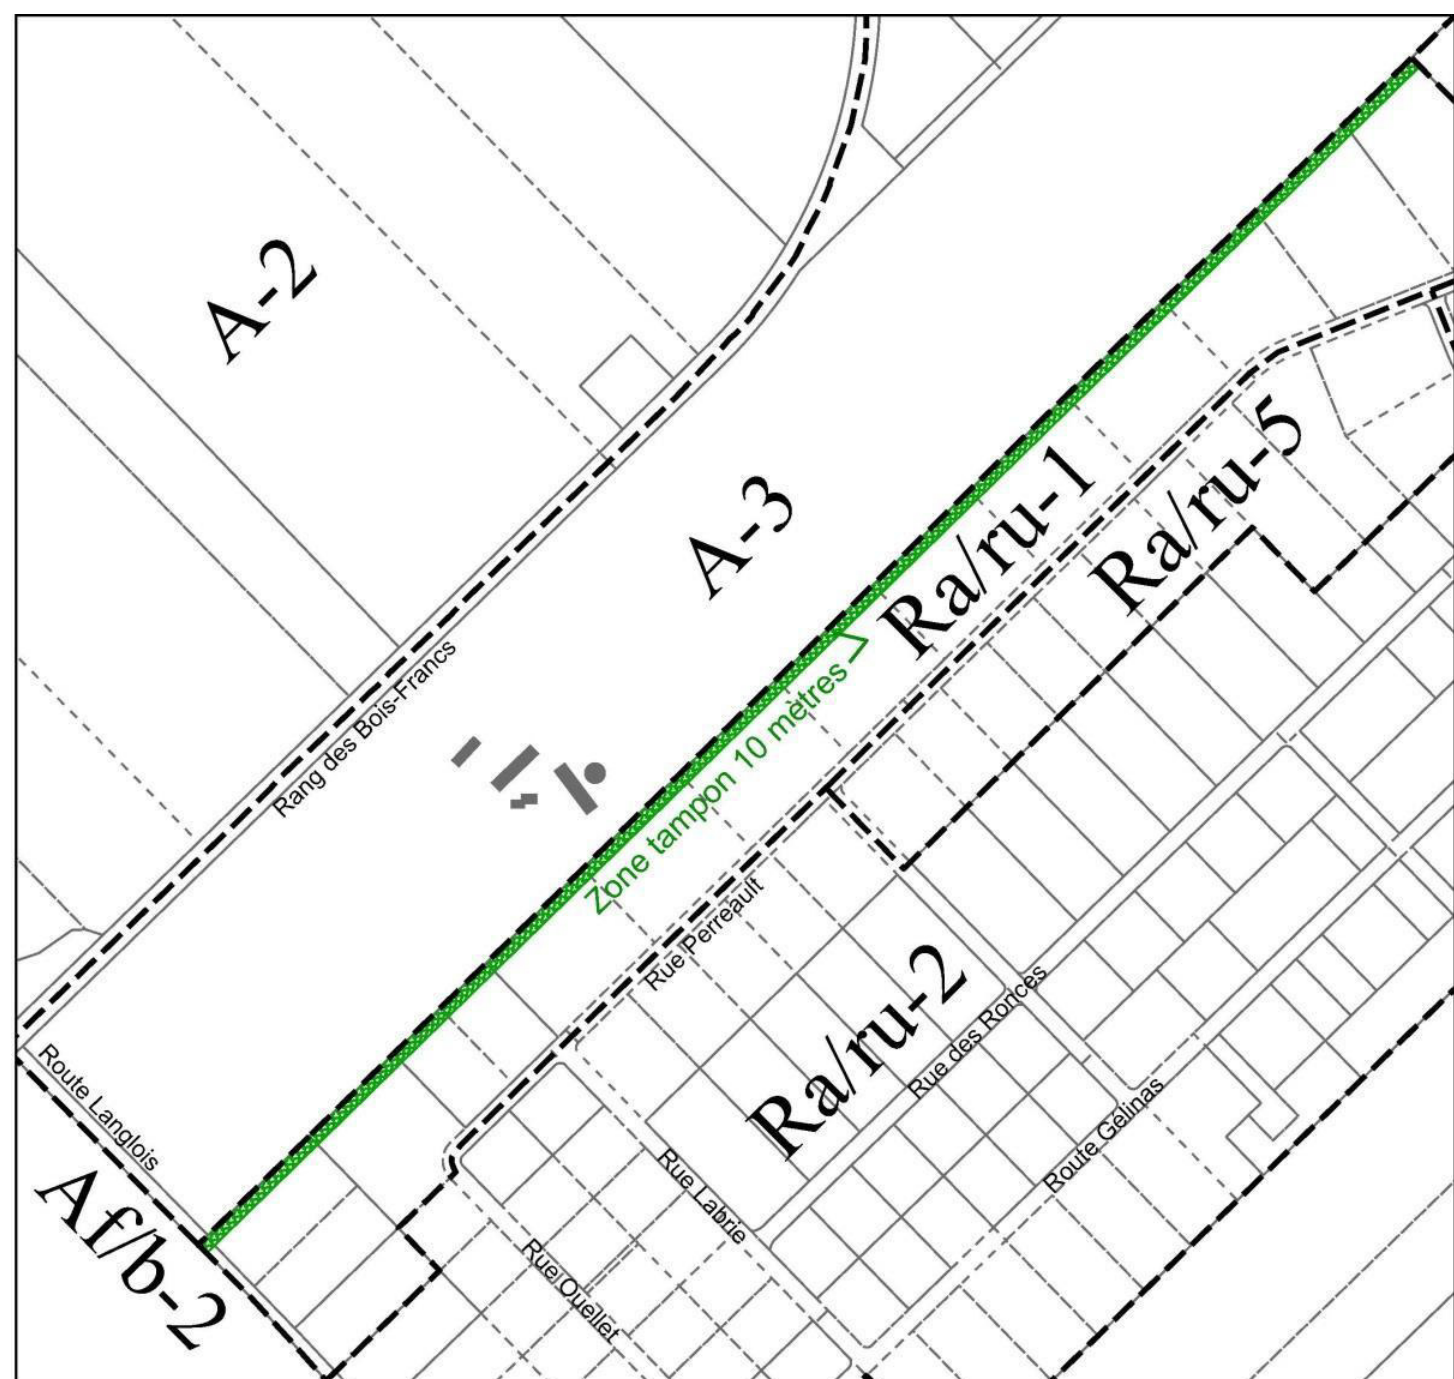 A-2
A-3
Ra/ru-1
Ra/ru-5
Rang des Bois-Francs
Zone tampon 10 mètres
Rue Perreault
Ra/ru-2
Rue des Ronces
Route Langlois
Route Gélinas
Af/b-2
Rue Labrie
Rue Ouellet